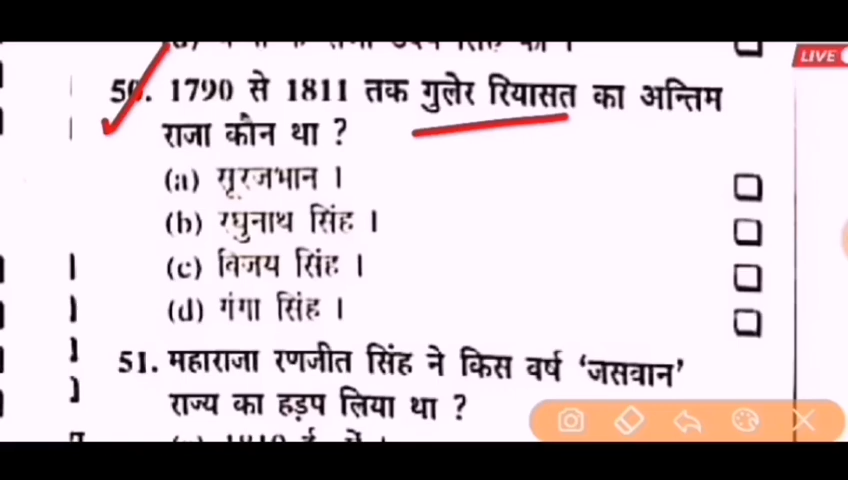 LIVE
50. 1790 से 1811 तक गुलेर रियासत का अन्तिम
राजा कौन था ?
(a) सूरजभान ।
(b) रघुनाथ सिंह ।
(c) विजय सिंह ।
(d) गंगा सिंह ।
51. महाराजा रणजीत सिंह ने किस वर्ष ‘जसवान’
राज्य का हड़प लिया था ?